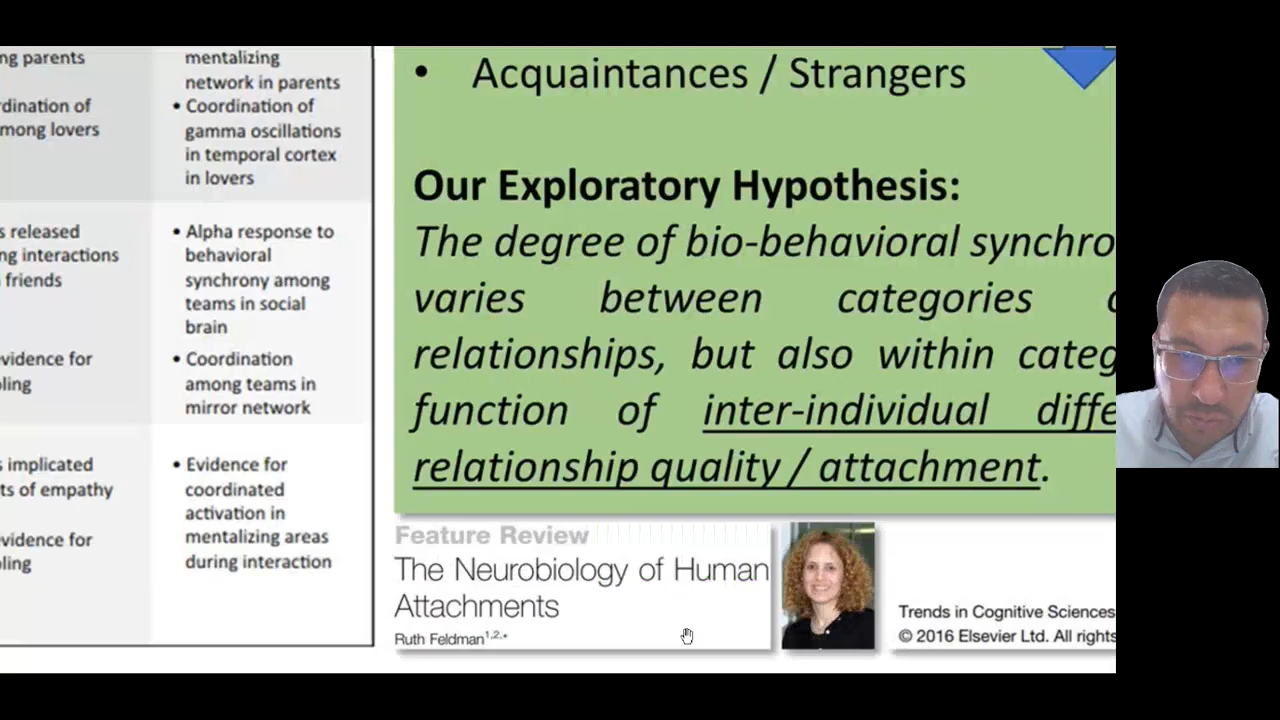 ng parents
rdination of
mong lovers
s released
ng interactions
friends
evidence for
ling
s implicated
ts of empathy
evidence for
ling
mentalizing
network in parents
• Coordination of
gamma oscillations
in temporal cortex
in lovers
• Alpha response to
behavioral
synchrony among
teams in social
brain
• Coordination
among teams in
mirror network
• Evidence for
coordinated
activation in
mentalizing areas
during interaction
• Acquaintances / Strangers
Our Exploratory Hypothesis:
The degree of bio-behavioral synchro
varies between categories
relationships, but also within categ
function of inter-individual diffe
relationship quality / attachment.
Feature Review
The Neurobiology of Human
Attachments
Ruth Feldman1,2,*
Trends in Cognitive Sciences
© 2016 Elsevier Ltd. All rights